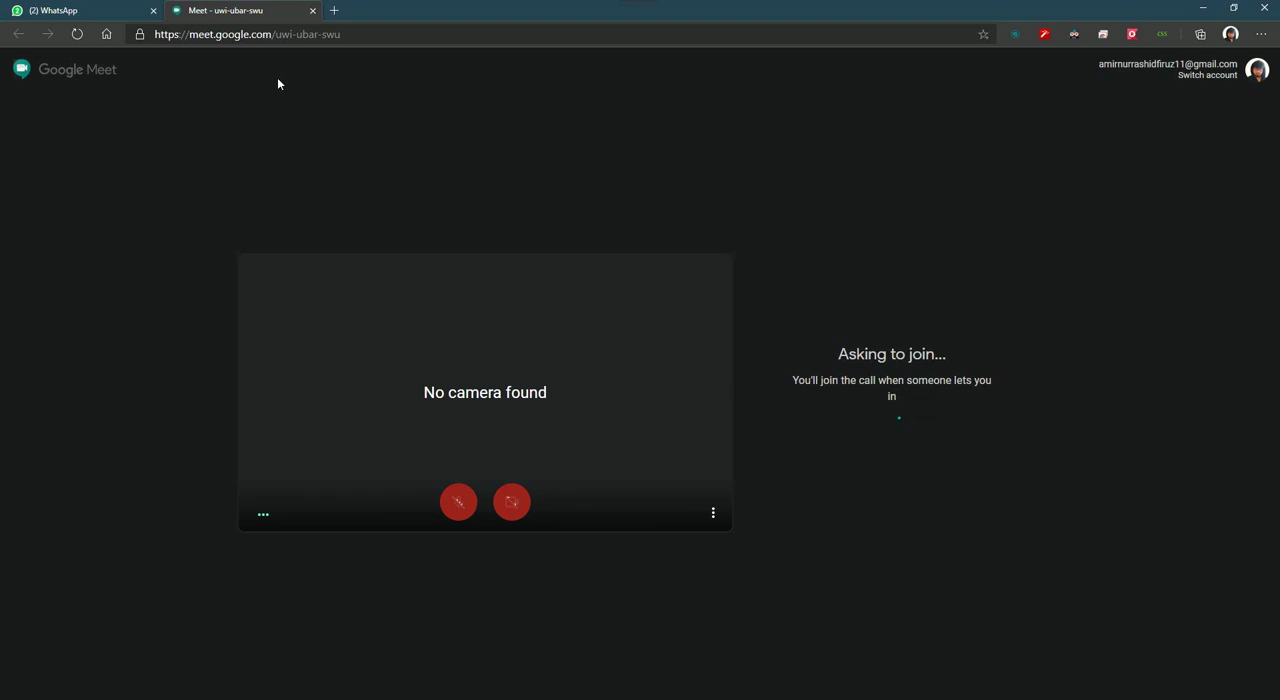 (2) WhatsApp
Meet - uwi-ubar-swu
https://meet.google.com/uwi-ubar-swu
CSS
Google Meet
amirnurrashidfiruz11@gmail.com
Switch account
No camera found
Asking to join...
You'll join the call when someone lets you
in